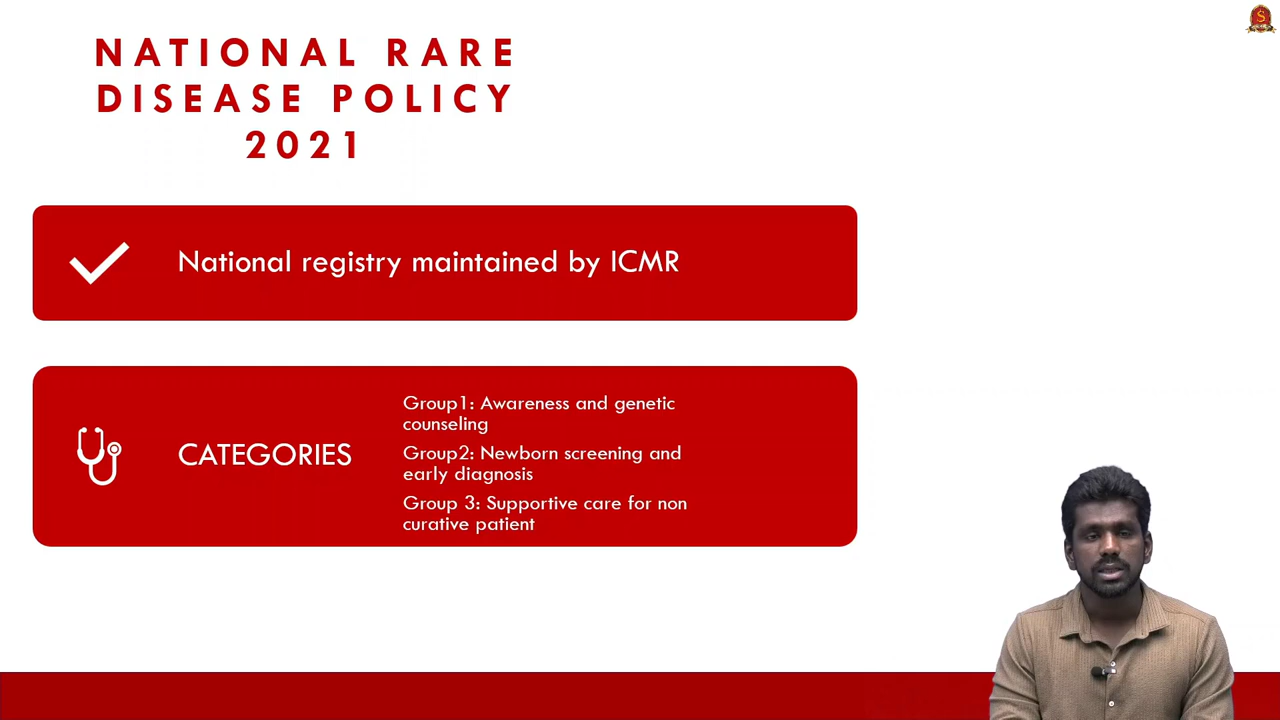 NATIONAL RARE
DISEASE POLICY
2021
National registry maintained by ICMR
CATEGORIES
Group1: Awareness and genetic
counseling
Group2: Newborn screening and
early diagnosis
Group 3: Supportive care for non
curative patient